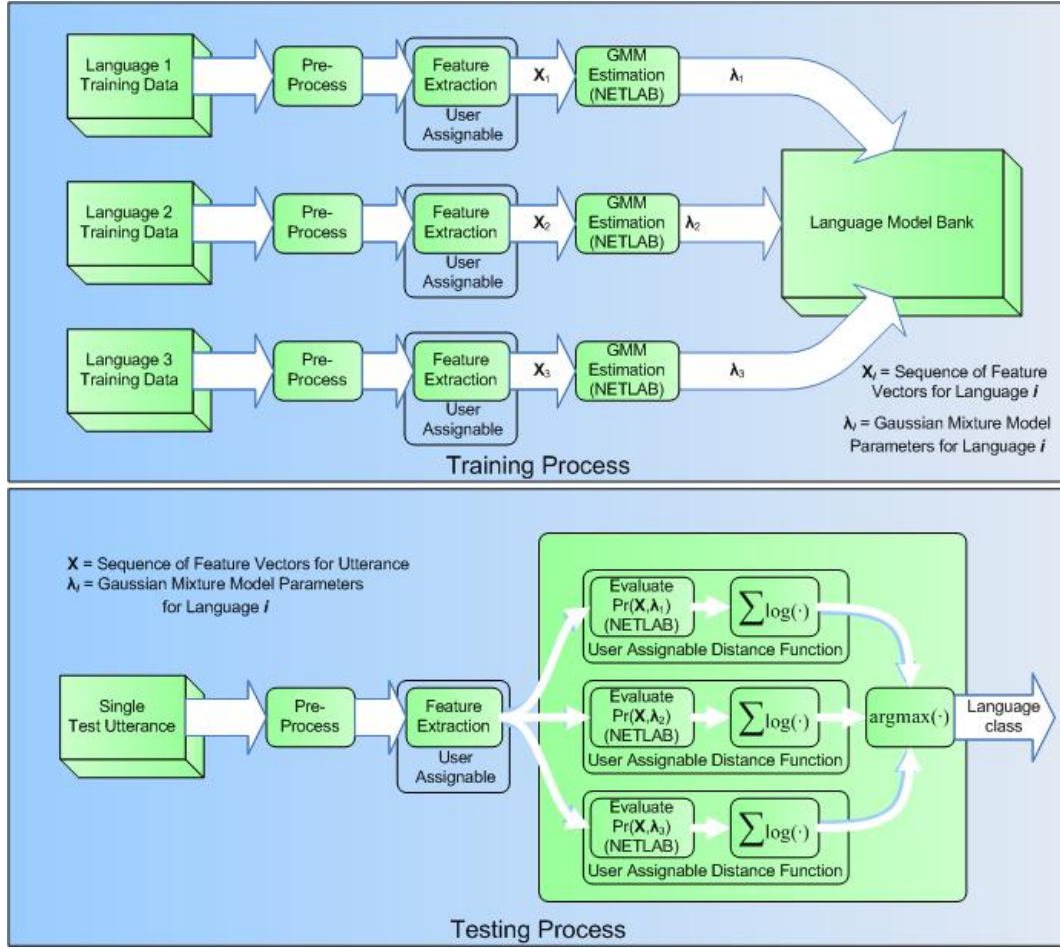 Language 1
Training Data
Pre-
Process
Feature
Extraction
User
Assignable
X₁
GMM
Estimation
(NETLAB)
λ₁
Language 2
Training Data
Pre-
Process
Feature
Extraction
User
Assignable
X₂
GMM
Estimation
(NETLAB)
λ₂
Language Model Bank
Language 3
Training Data
Pre-
Process
Feature
Extraction
User
Assignable
X₃
GMM
Estimation
(NETLAB)
λ₃
Xᵢ = Sequence of Feature
Vectors for Language i
λᵢ = Gaussian Mixture Model
Parameters for Language i
Training Process
X = Sequence of Feature Vectors for Utterance
λᵢ = Gaussian Mixture Model Parameters
for Language i
Single
Test Utterance
Pre-
Process
Feature
Extraction
User
Assignable
Evaluate
Pr(X,λ₁)
(NETLAB)
∑log(·)
User Assignable Distance Function
Evaluate
Pr(X,λ₂)
(NETLAB)
∑log(·)
User Assignable Distance Function
Evaluate
Pr(X,λ₃)
(NETLAB)
∑log(·)
User Assignable Distance Function
argmax(·)
Language
class
Testing Process